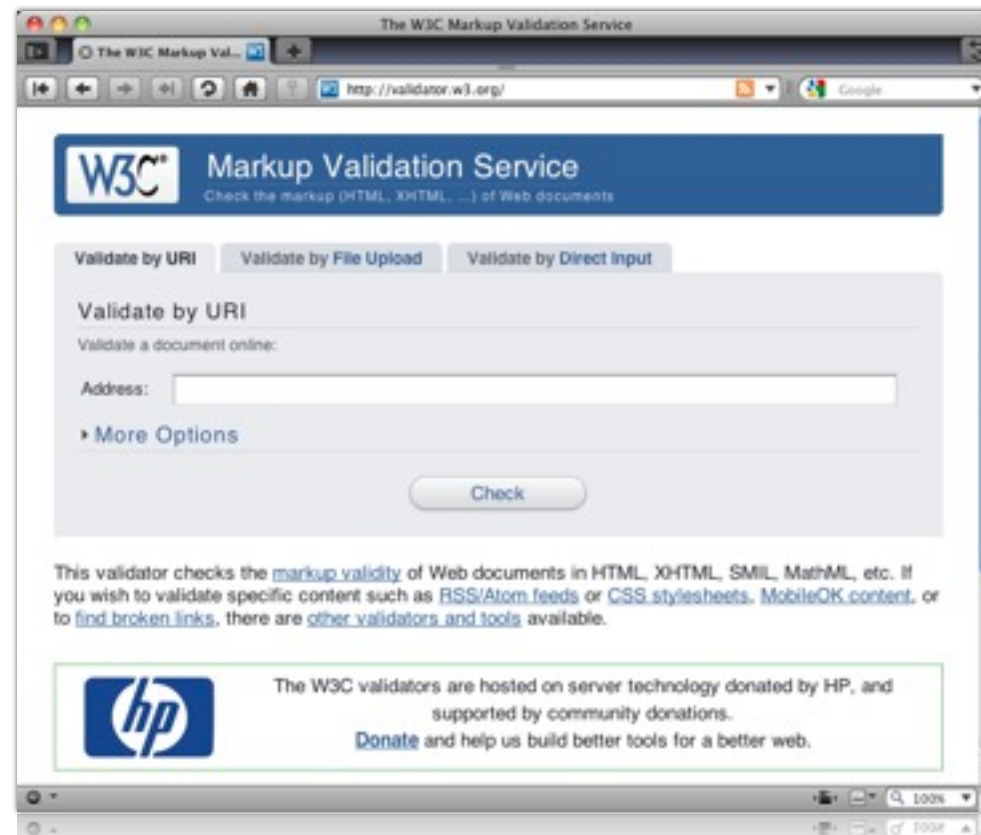 The W3C Markup Validation Service
The W3C Markup Val...
http://validator.w3.org/
Google
W3C®
Markup Validation Service
Check the markup (HTML, XHTML, ...) of Web documents
Validate by URI
Validate by File Upload
Validate by Direct Input
Validate by URI
Validate a document online:
Address:
More Options
Check
This validator checks the markup validity of Web documents in HTML, XHTML, SMIL, MathML, etc. If
you wish to validate specific content such as RSS/Atom feeds or CSS stylesheets, MobileOK content, or
to find broken links, there are other validators and tools available.
hp
The W3C validators are hosted on server technology donated by HP, and
supported by community donations.
Donate and help us build better tools for a better web.
100%